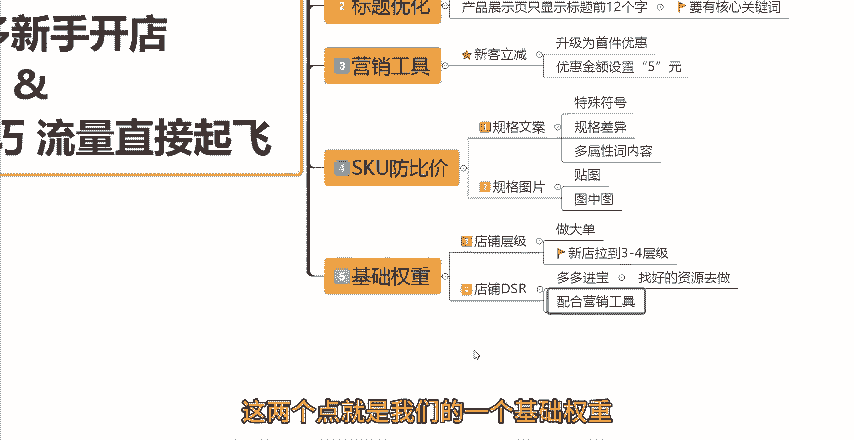 新手开店
&
巧 流量直接起飞
2 标题优化
产品展示页只显示标题前12个字
要有核心关键词
3 营销工具
新客立减
升级为首件优惠
优惠金额设置“5”元
4 SKU防比价
1 规格文案
特殊符号
规格差异
多属性词内容
2 规格图片
贴图
图中图
5 基础权重
店铺层级
做大单
新店拉到3-4层级
店铺DSR
多多进宝
找好的资源去做
配合营销工具
这两个点就是我们的一个基础权重